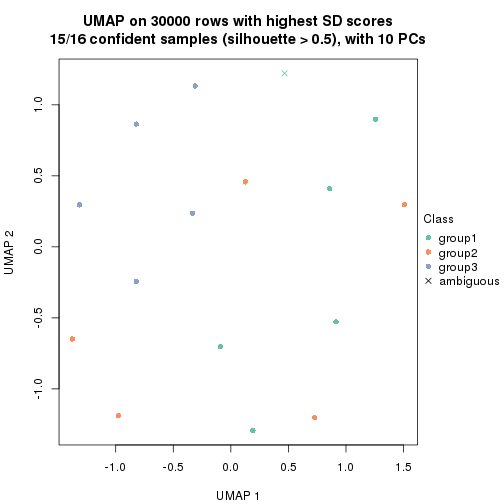 UMAP on 30000 rows with highest SD scores
15/16 confident samples (silhouette > 0.5), with 10 PCs
1.0
0.5
0.0
-0.5
-1.0
UMAP 2
Class
group1
group2
group3
ambiguous
-1.0 -0.5 0.0 0.5 1.0 1.5
UMAP 1